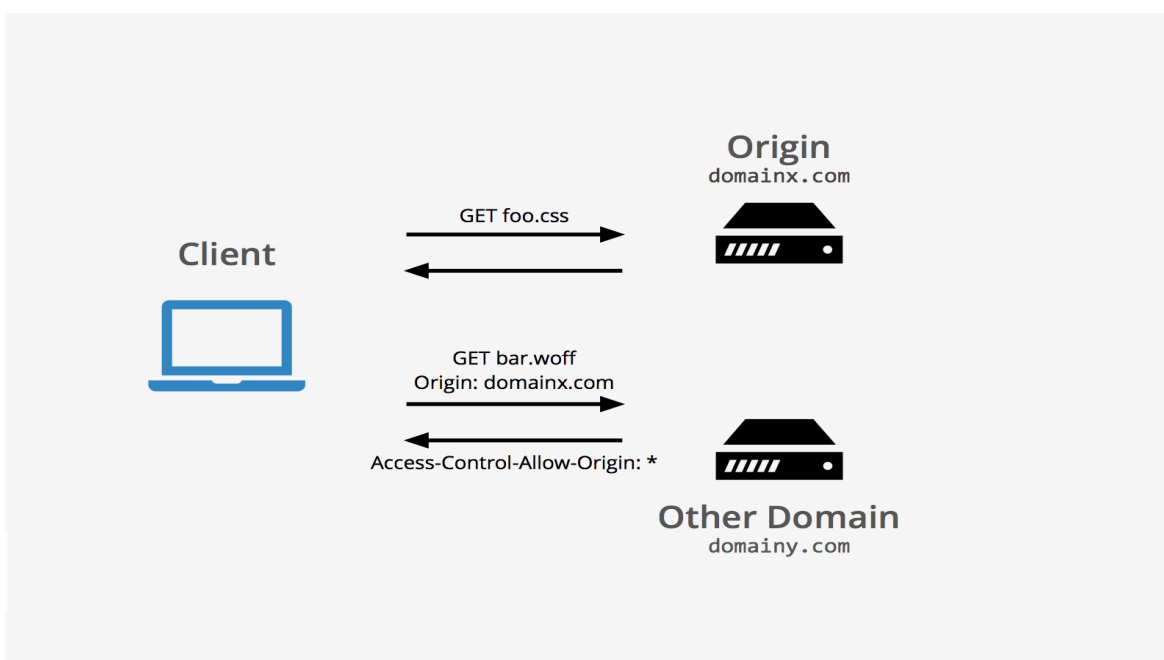 Origin
domainx.com
GET foo.css
Client
GET bar.woff
Origin: domainx.com
Access-Control-Allow-Origin: *
Other Domain
domainy.com